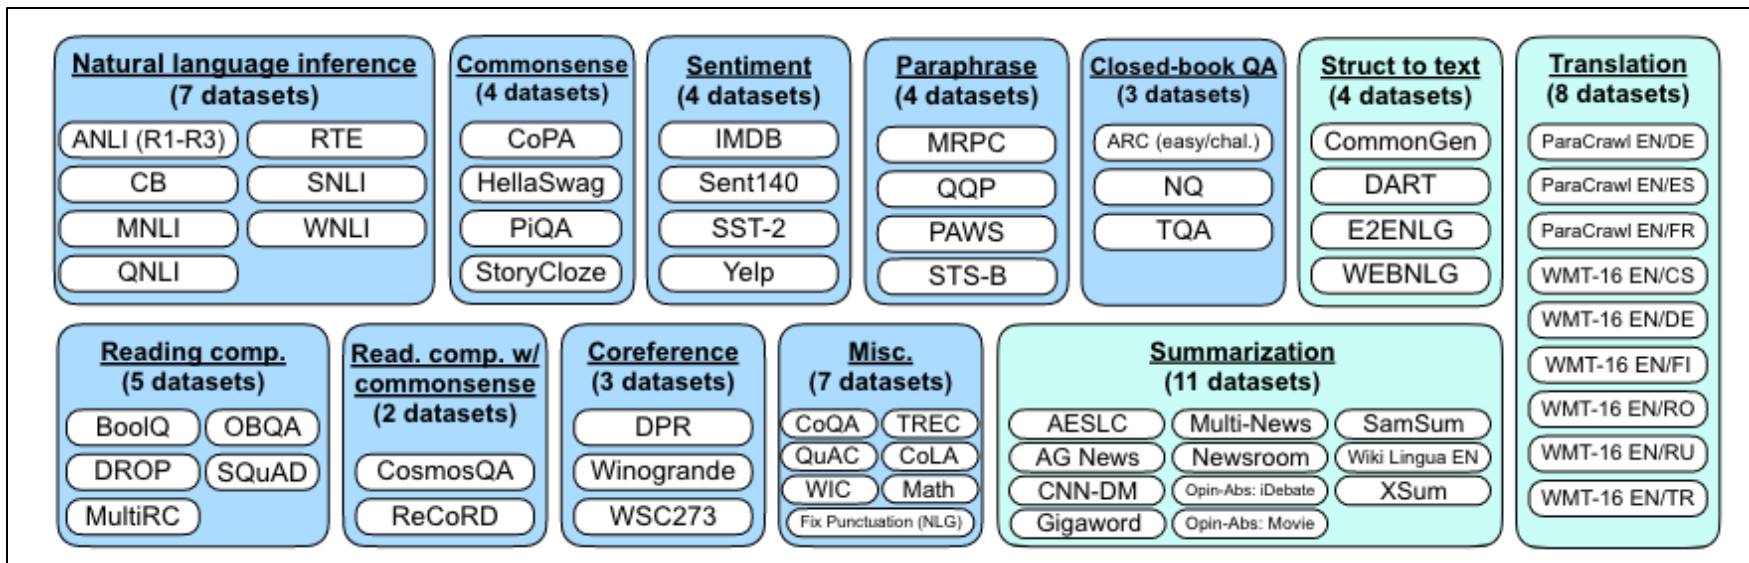 Natural language inference
(7 datasets)
ANLI (R1-R3)
RTE
CB
SNLI
MNLI
WNLI
QNLI
Commonsense
(4 datasets)
CoPA
HellaSwag
PiQA
StoryCloze
Sentiment
(4 datasets)
IMDB
Sent140
SST-2
Yelp
Paraphrase
(4 datasets)
MRPC
QQP
PAWS
STS-B
Closed-book QA
(3 datasets)
ARC (easy/chal.)
NQ
TQA
Struct to text
(4 datasets)
CommonGen
DART
E2ENLG
WEBNLG
Translation
(8 datasets)
ParaCrawl EN/DE
ParaCrawl EN/ES
ParaCrawl EN/FR
WMT-16 EN/CS
WMT-16 EN/DE
WMT-16 EN/FI
WMT-16 EN/RO
WMT-16 EN/RU
WMT-16 EN/TR
Reading comp.
(5 datasets)
BoolQ
OBQA
DROP
SQuAD
MultiRC
Read. comp. w/
commonsense
(2 datasets)
CosmosQA
ReCoRD
Coreference
(3 datasets)
DPR
Winogrande
WSC273
Misc.
(7 datasets)
CoQA
TREC
QuAC
CoLA
WIC
Math
Fix Punctuation (NLG)
Summarization
(11 datasets)
AESLC
Multi-News
SamSum
AG News
Newsroom
Wiki Lingua EN
CNN-DM
Opin-Abs: iDebate
XSum
Gigaword
Opin-Abs: Movie